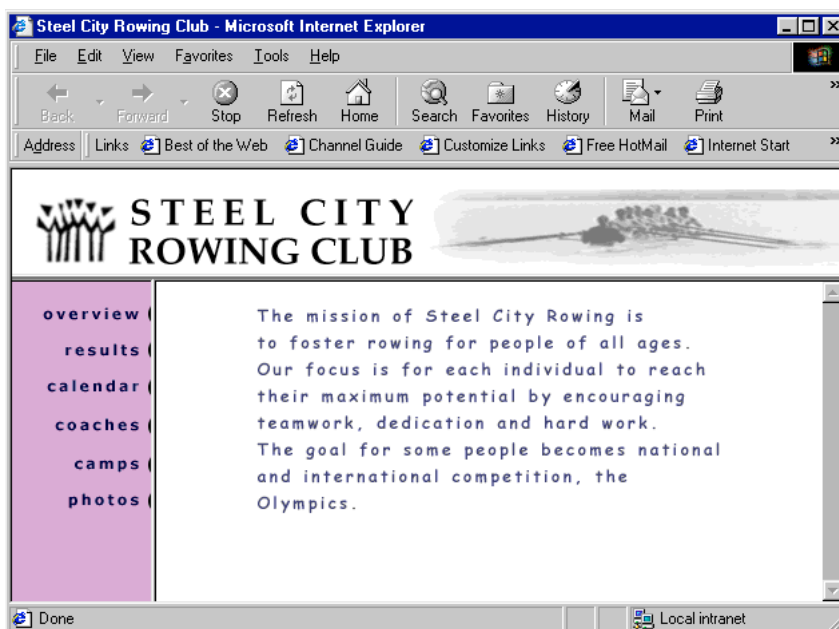 Steel City Rowing Club - Microsoft Internet Explorer
File Edit View Favorites Tools Help
Back Forward Stop Refresh Home Search Favorites History Mail Print »
Address Links Best of the Web Channel Guide Customize Links Free HotMail Internet Start »
STEEL CITY
ROWING CLUB
overview
results
calendar
coaches
camps
photos
The mission of Steel City Rowing is
to foster rowing for people of all ages.
Our focus is for each individual to reach
their maximum potential by encouraging
teamwork, dedication and hard work.
The goal for some people becomes national
and international competition, the
Olympics.
Done Local intranet